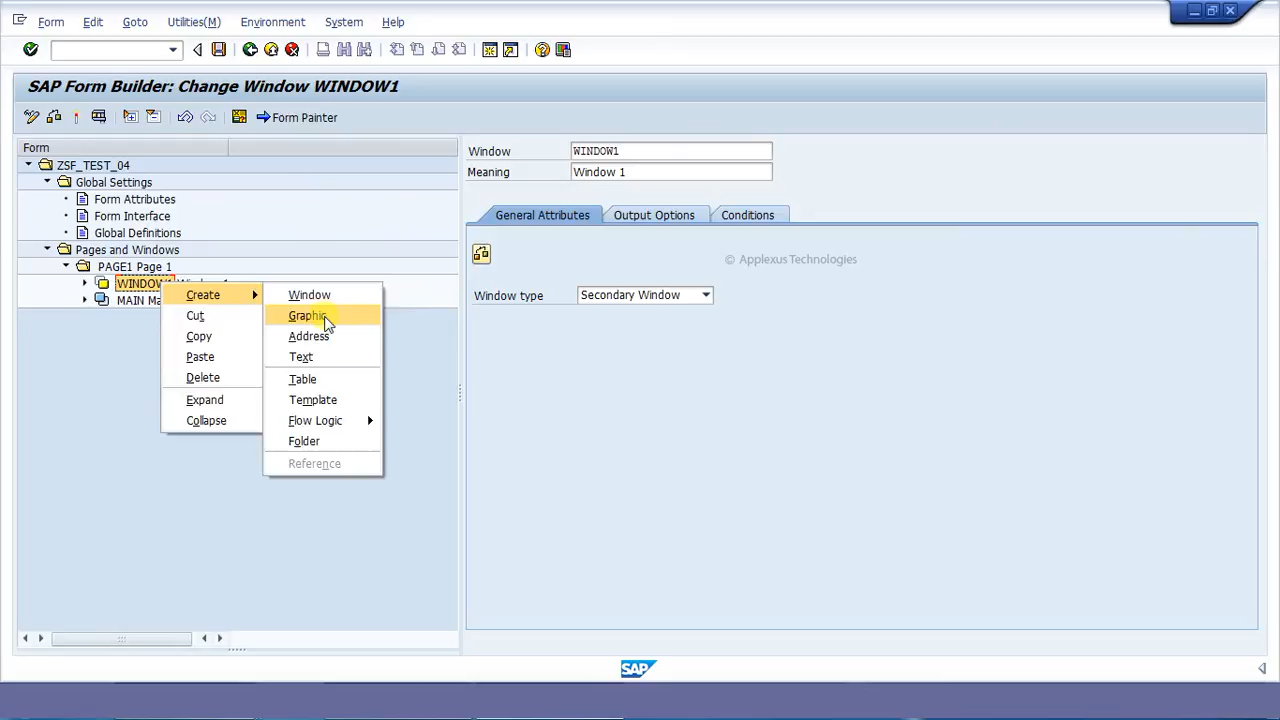 Form Edit Goto Utilities(M) Environment System Help
SAP Form Builder: Change Window WINDOW1
Form Painter
Form
ZSF_TEST_04
Global Settings
Form Attributes
Form Interface
Global Definitions
Pages and Windows
PAGE1 Page 1
WINDOW1
MAIN
Create
Cut
Copy
Paste
Delete
Expand
Collapse
Window
Graphic
Address
Text
Table
Template
Flow Logic
Folder
Reference
Window WINDOW1
Meaning Window 1
General Attributes Output Options Conditions
© Applexus Technologies
Window type Secondary Window
SAP